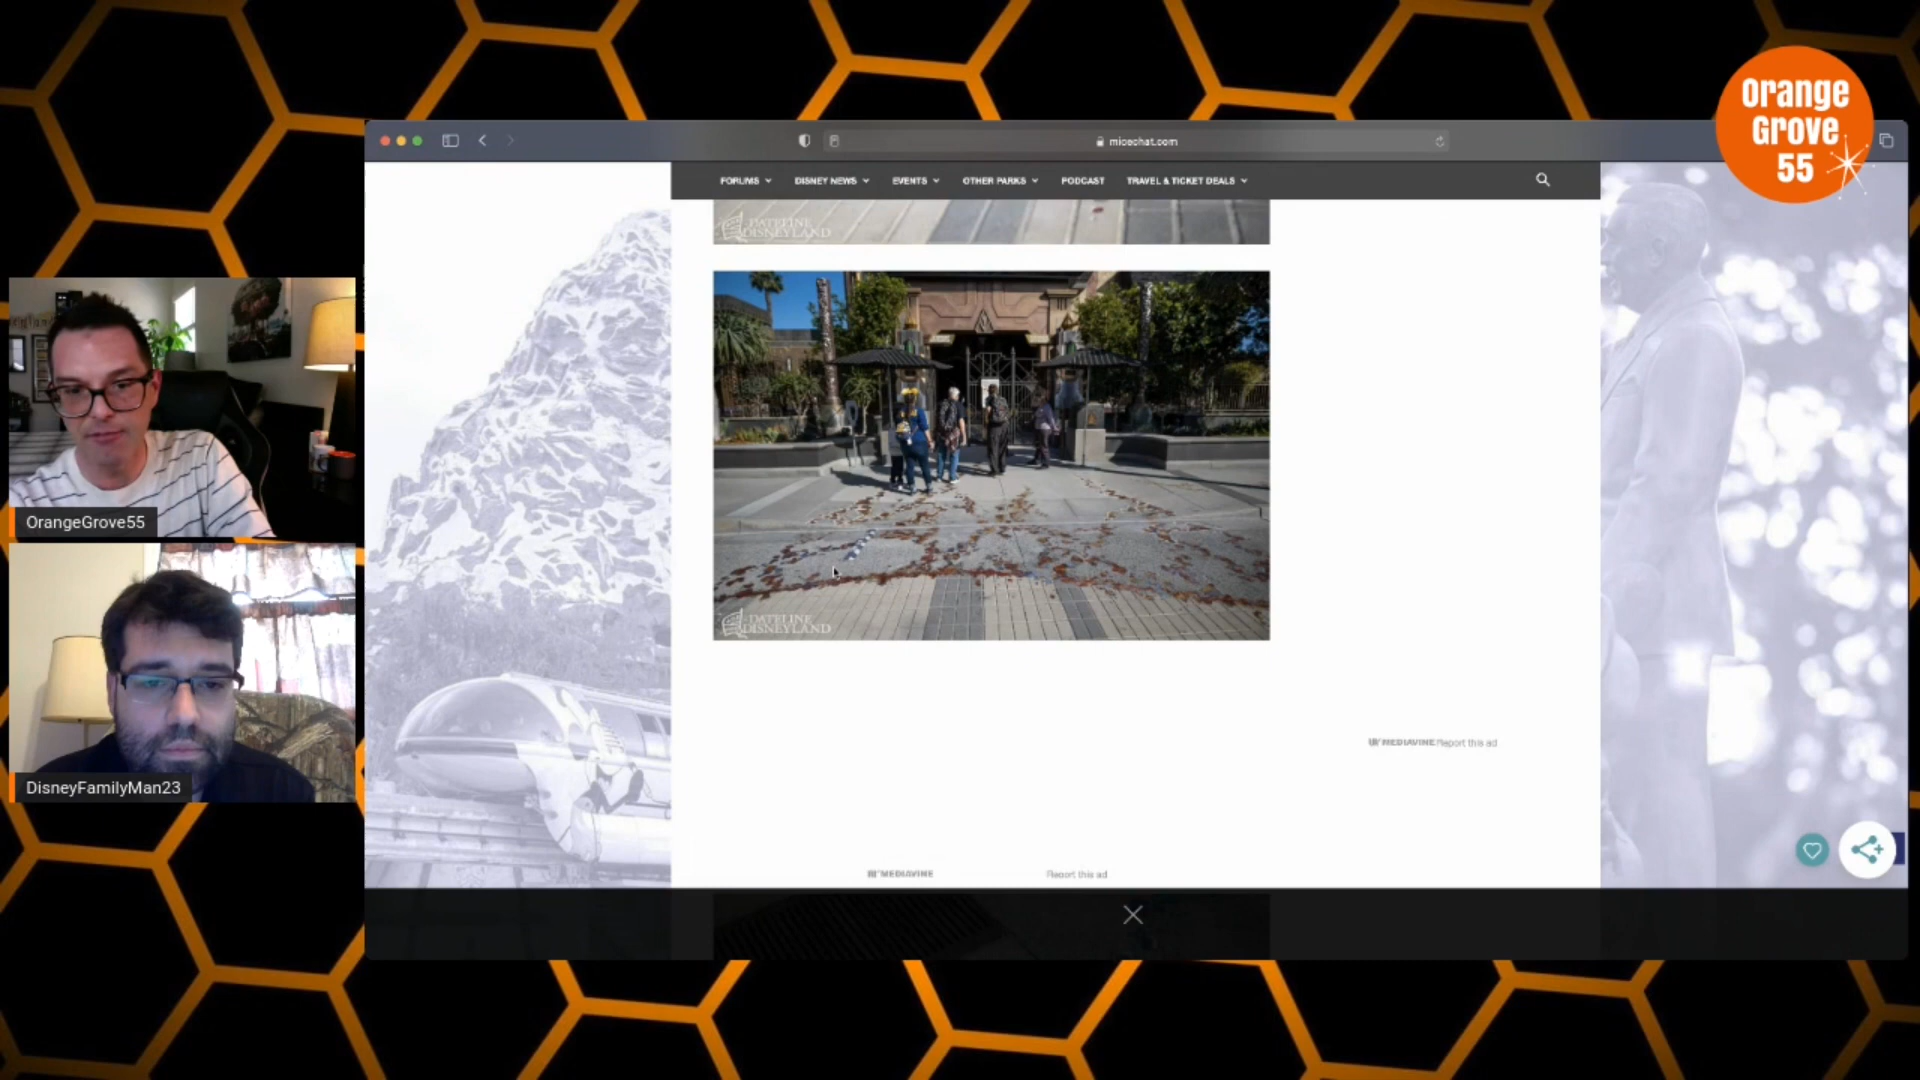 Orange
Grove
55
micechat.com
FORUMS
DISNEY NEWS
EVENTS
OTHER PARKS
PODCAST
TRAVEL & TICKET DEALS
DATELINE
DISNEYLAND
OrangeGrove55
DATELINE
DISNEYLAND
MEDIAVINE Report this ad
DisneyFamilyMan23
MEDIAVINE
Report this ad